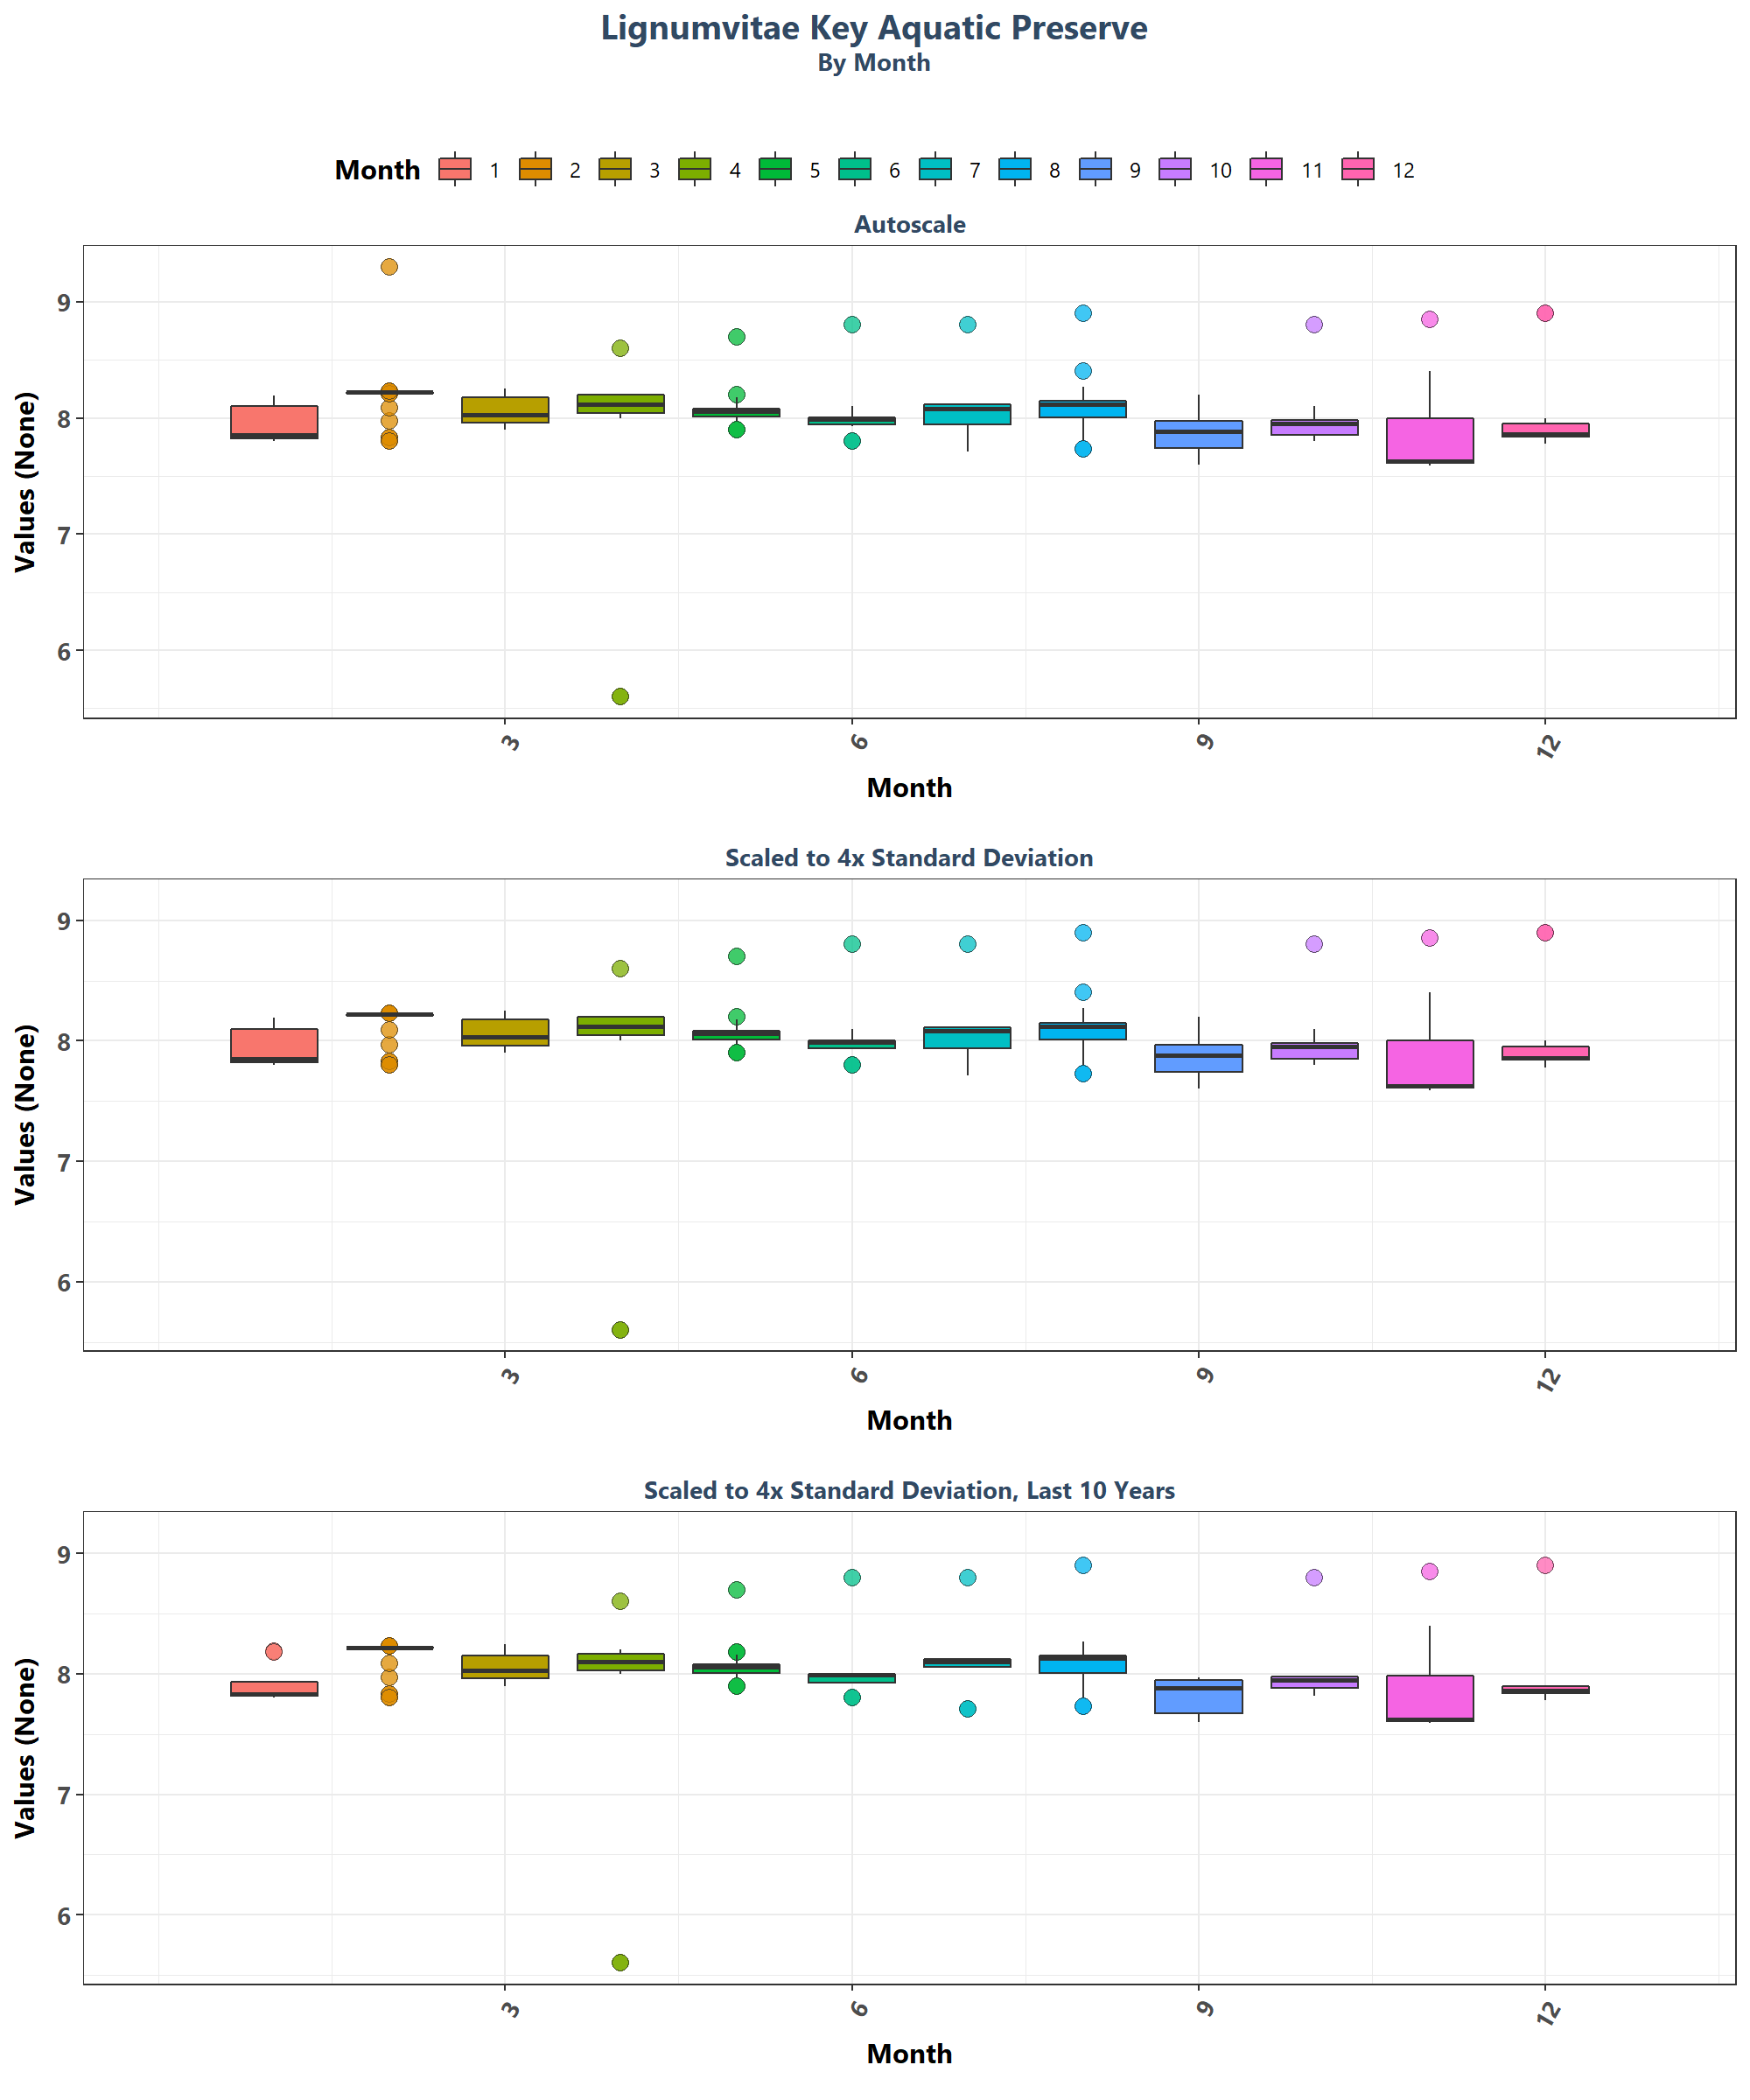 Lignumvitae Key Aquatic Preserve
By Month
Month 1 2 3 4 5 6 7 8 9 10 11 12
Autoscale
Values (None)
9
8
7
6
3 6 9 12
Month
Scaled to 4x Standard Deviation
Values (None)
9
8
7
6
3 6 9 12
Month
Scaled to 4x Standard Deviation, Last 10 Years
Values (None)
9
8
7
6
3 6 9 12
Month